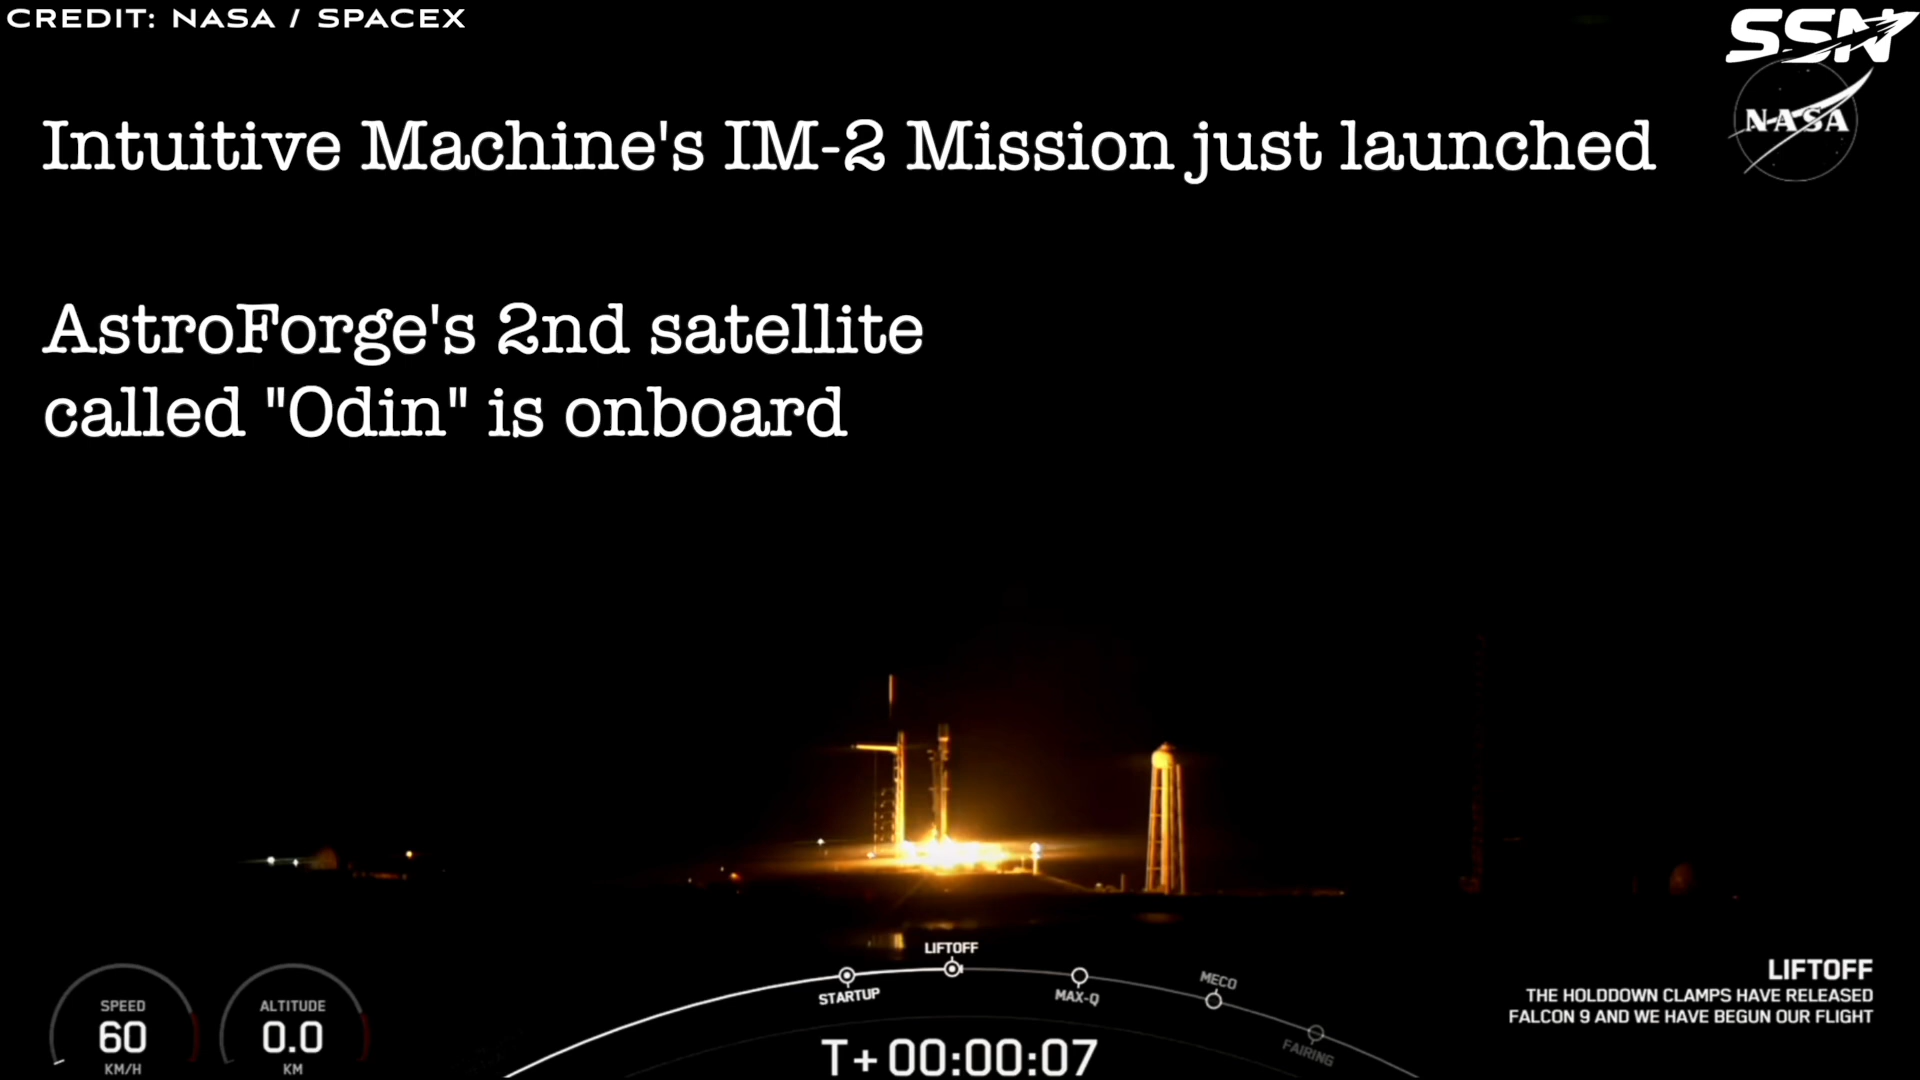 CREDIT: NASA / SPACEX
SSN
NASA
Intuitive Machine's IM-2 Mission just launched
AstroForge's 2nd satellite
called "Odin" is onboard
LIFTOFF
STARTUP
MAX-Q
MECO
FAIRING
SPEED
60
KM/H
ALTITUDE
0.0
KM
T+00:00:07
LIFTOFF
THE HOLDDOWN CLAMPS HAVE RELEASED
FALCON 9 AND WE HAVE BEGUN OUR FLIGHT